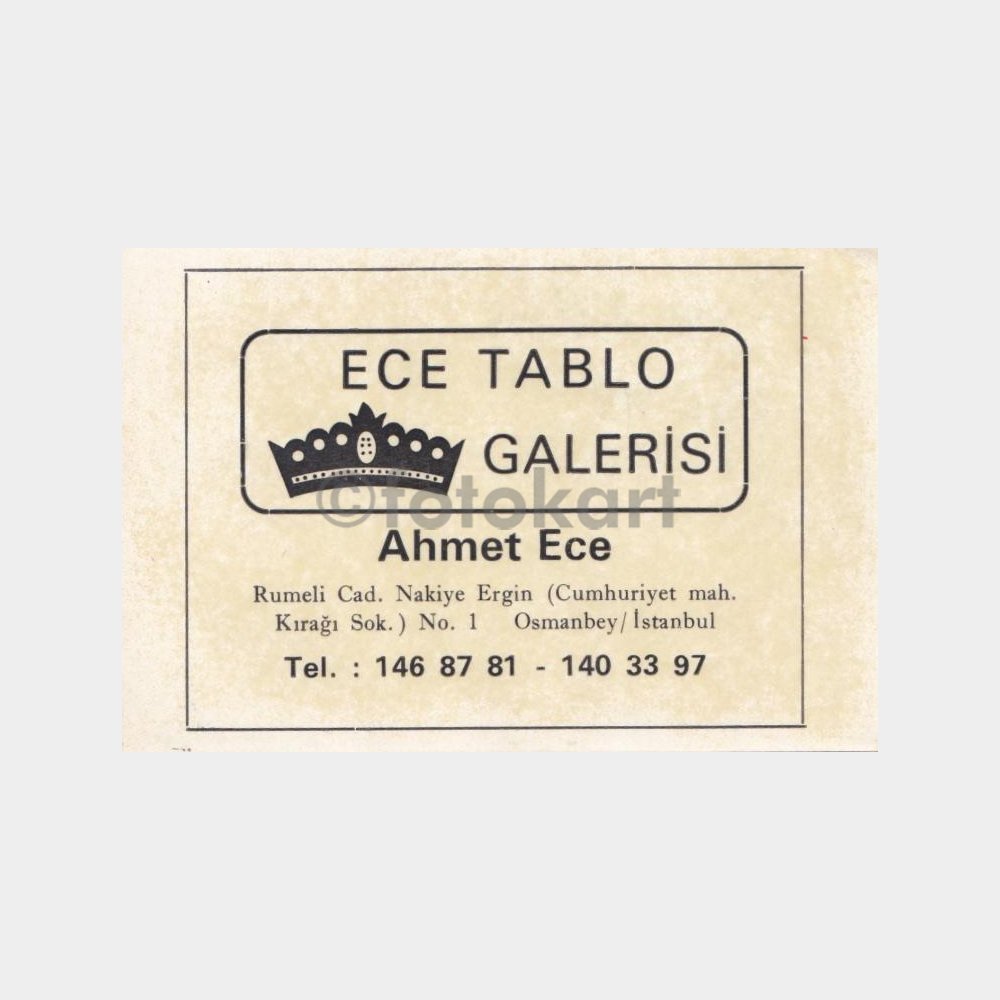 ECE TABLO
GALERİSİ
©fotokart
Ahmet Ece
Rumeli Cad. Nakiye Ergin (Cumhuriyet mah.
Kırağı Sok.) No. 1 Osmanbey/İstanbul
Tel. : 146 87 81 - 140 33 97